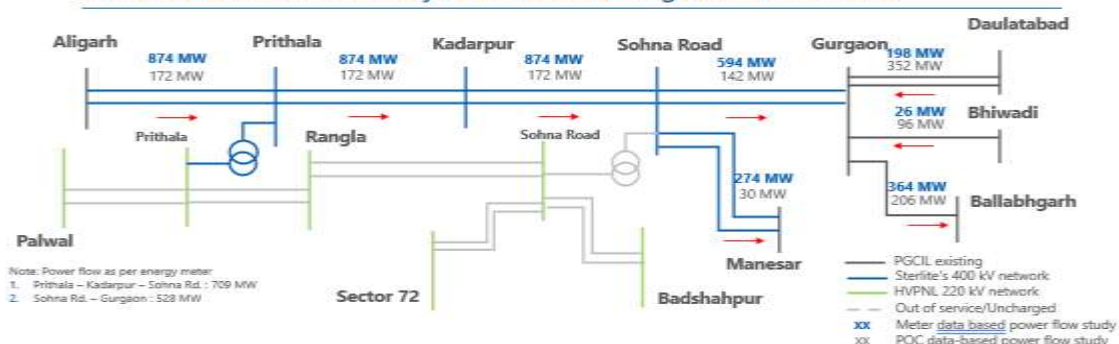 Daulatabad
Aligarh
Prithala
Kadarpur
Sohna Road
Gurgaon
874 MW
172 MW
874 MW
172 MW
874 MW
172 MW
594 MW
142 MW
198 MW
352 MW
26 MW
96 MW
Bhiwadi
Prithala
Rangla
Sohna Road
274 MW
30 MW
364 MW
206 MW
Ballabhgarh
Palwal
Manesar
Sector 72
Badshahpur
Note: Power flow as per energy meter
1. Prithala – Kadarpur – Sohna Rd. : 709 MW
2. Sohna Rd. – Gurgaon : 528 MW
PGCIL existing
Sterlite's 400 kV network
HVPNL 220 kV network
Out of service/Uncharged
xx Meter data based power flow study
xx POC data-based power flow study